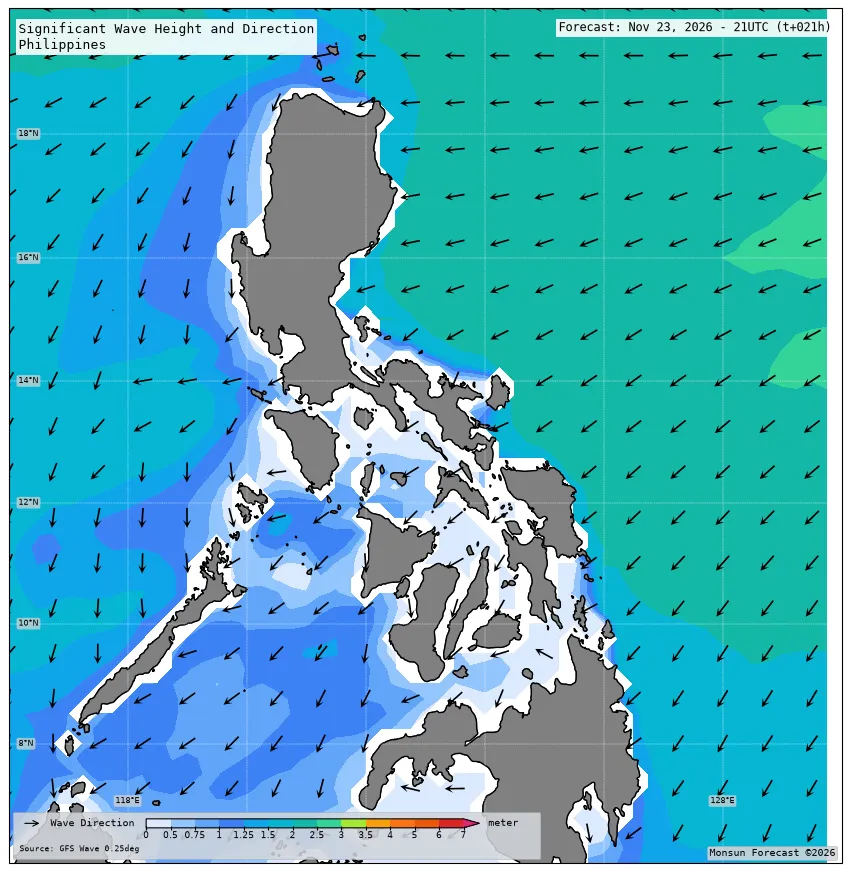 Significant Wave Height and Direction
Philippines
Forecast: Nov 23, 2026 - 21UTC (t+021h)
18°N
16°N
14°N
12°N
10°N
8°N
118°E
128°E
Wave Direction
0 0.5 0.75 1 1.25 1.5 2 2.5 3 3.5 4 5 6 7
meter
Source: GFS Wave 0.25deg
Monsun Forecast ©2026